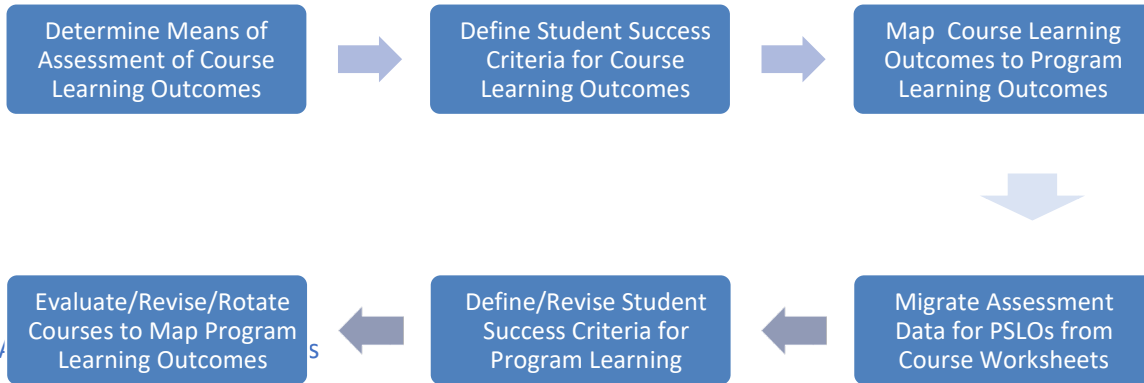 Determine Means of
Assessment of Course
Learning Outcomes
Define Student Success
Criteria for Course
Learning Outcomes
Map Course Learning
Outcomes to Program
Learning Outcomes
Migrate Assessment
Data for PSLOs from
Course Worksheets
Define/Revise Student
Success Criteria for
Program Learning
Evaluate/Revise/Rotate
Courses to Map Program
Learning Outcomes